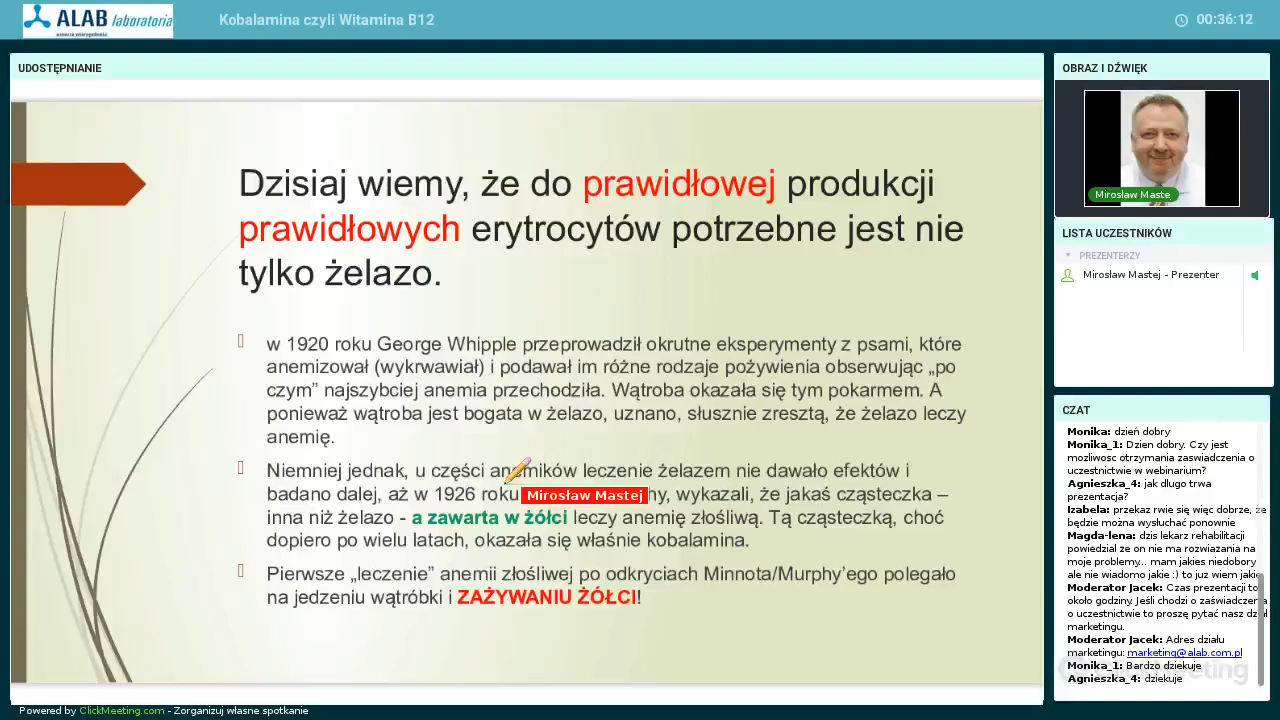 ALAB laboratoria
Kobalamina czyli Witamina B12
00:36:12
UDOSTĘPNIANIE
Dzisiaj wiemy, że do prawidłowej produkcji
prawidłowych erytrocytów potrzebne jest nie
tylko żelazo.
w 1920 roku George Whipple przeprowadził okrutne eksperymenty z psami, które
anemizował (wykrwawiał) i podawał im różne rodzaje pożywienia obserwując „po
czym” najszybciej anemia przechodziła. Wątroba okazała się tym pokarmem. A
ponieważ wątroba jest bogata w żelazo, uznano, słusznie zresztą, że żelazo leczy
anemię.
Niemniej jednak, u części anemików leczenie żelazem nie dawało efektów i
badano dalej, aż w 1926 roku Mirosław Mastej hy, wykazali, że jakaś cząsteczka –
inna niż żelazo - a zawarta w żółci leczy anemię złośliwą. Tą cząsteczką, choć
dopiero po wielu latach, okazała się właśnie kobalamina.
Pierwsze „leczenie” anemii złośliwej po odkryciach Minnota/Murphy’ego polegało
na jedzeniu wątróbki i ZAŻYWANIU ŻÓŁCI!
OBRAZ I DŹWIĘK
Mirosław Maste
LISTA UCZESTNIKÓW
PREZENTERZY
Mirosław Mastej - Prezenter
CZAT
Monika: dzień dobry
Monika_1: Dzien dobry. Czy jest
mozliwosc otrzymania zaswiadczenia o
uczestnictwie w webinarium?
Agnieszka_4: jak dlugo trwa
prezentacja?
Izabela: przekaz rwie się więc dobrze, że
będzie można wysłuchać ponownie
Magda-lena: dzis lekarz rehabilitacji
powiedzial ze on nie ma rozwiazania na
moje problemy... mam jakies niedobory
ale nie wiadomo jakie :) to juz wiem jakie
Moderator Jacek: Czas prezentacji to
około godziny. Jeśli chodzi o zaświadczenia
o uczestnictwie to proszę pytać nasz dział
marketingu.
Moderator Jacek: Adres działu
marketingu: marketing@alab.com.pl
Monika_1: Bardzo dziekuje
Agnieszka_4: dziekuje
Powered by ClickMeeting.com - Zorganizuj własne spotkanie